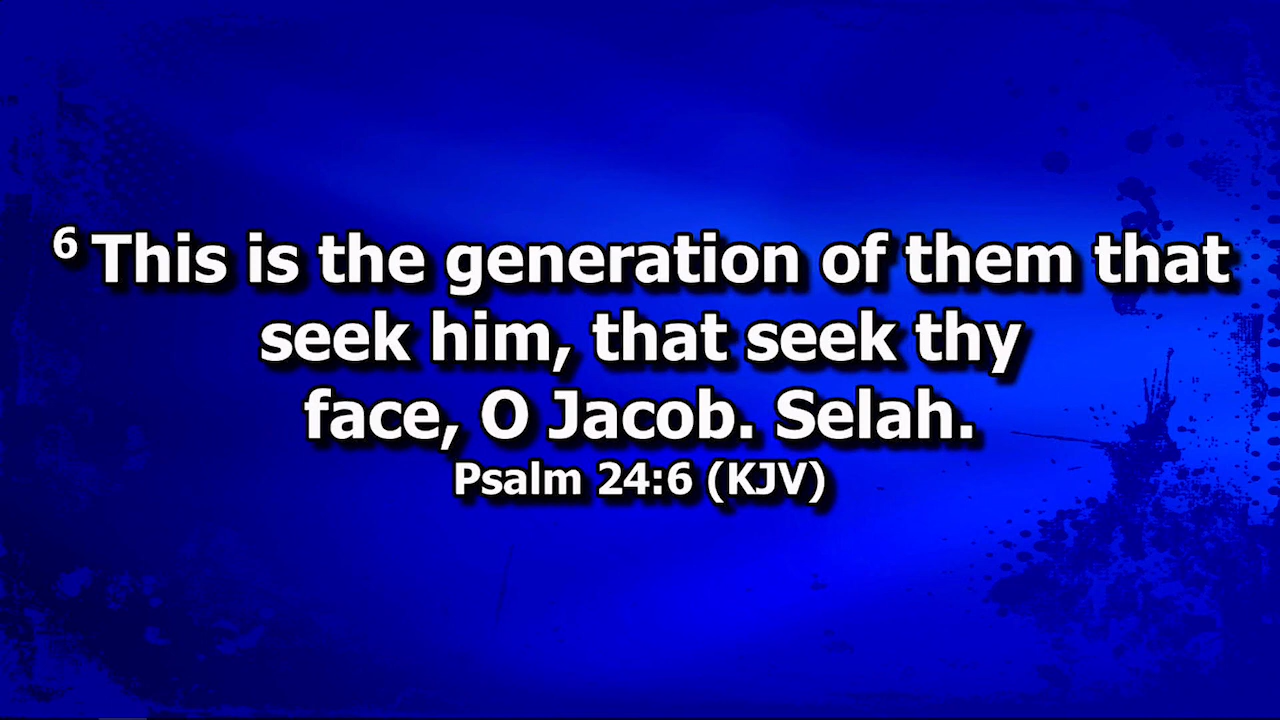 6 This is the generation of them that
seek him, that seek thy
face, O Jacob. Selah.
Psalm 24:6 (KJV)